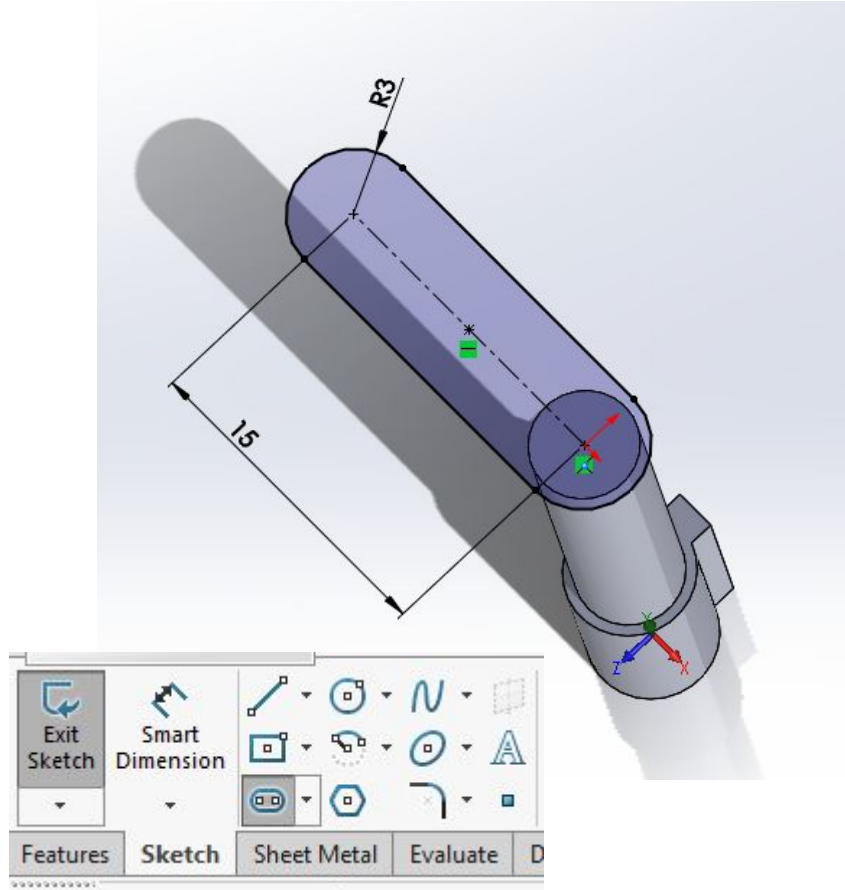 R3
15
Y
Z X
Exit Sketch
Smart Dimension
A
Features Sketch Sheet Metal Evaluate D